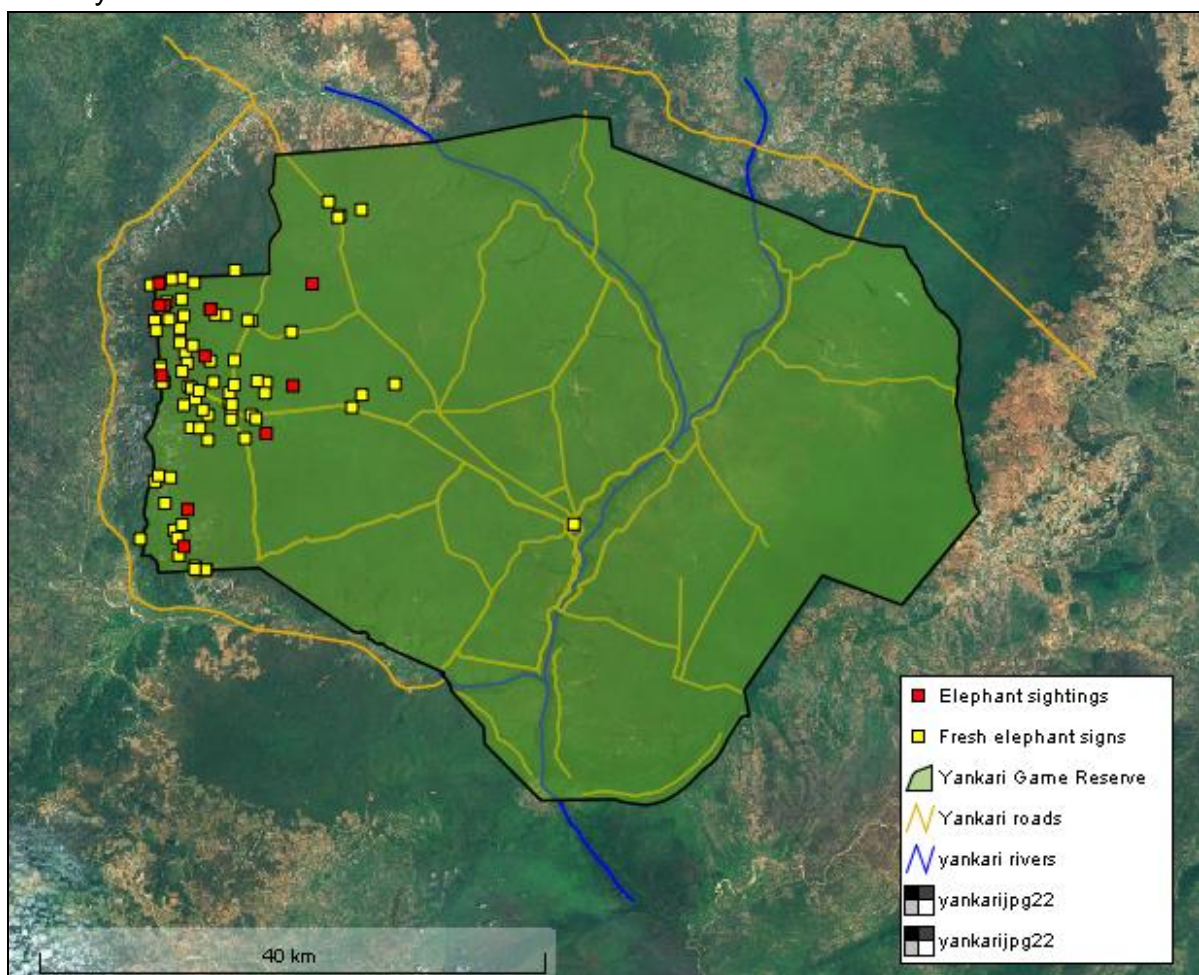 Elephant sightings
Fresh elephant signs
Yankari Game Reserve
Yankari roads
yankari rivers
yankarijpg22
yankarijpg22
40 km